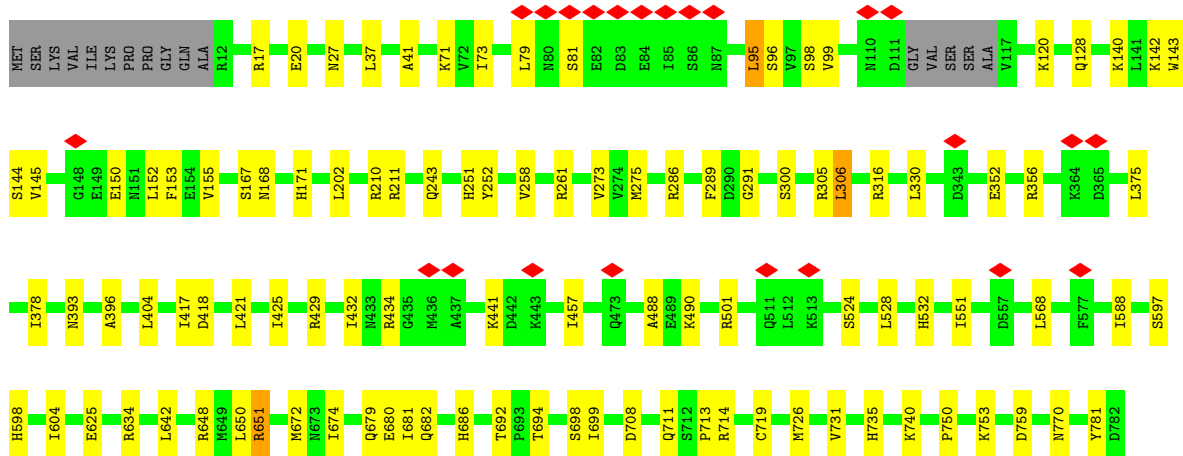 MET SER LYS VAL ILE LYS PRO PRO GLY GLN ALA R12 R17 E20 N27 L37 A41 K71 V72 I73 L79 N80 S81 E82 D83 E84 I85 S86 N87 L95 S96 V97 S98 V99 N110 D111 GLY VAL SER SER ALA V117 K120 Q128 K140 L141 K142 W143
S144 V145 G148 E149 E150 N151 L152 F153 E154 V155 S167 N168 H171 L202 R210 R211 Q243 H251 Y252 V258 R261 V273 V274 M275 R286 F289 D290 G291 S300 R305 L306 R316 L330 D343 E352 R356 K364 D365 L375
I378 N393 A396 L404 I417 D418 L421 I425 R429 I432 N433 R434 G435 M436 A437 K441 D442 K443 I457 Q473 A488 E489 K490 R501 Q511 L512 K513 S524 L528 H532 I551 D557 L568 F577 I588 S597
H598 I604 E625 R634 L642 R648 M649 L650 R651 M672 N673 I674 Q679 E680 I681 Q682 H686 T692 P693 T694 S698 I699 D708 Q711 S712 P713 R714 C719 M726 V731 H735 K740 P750 K753 D759 N770 Y781 D782